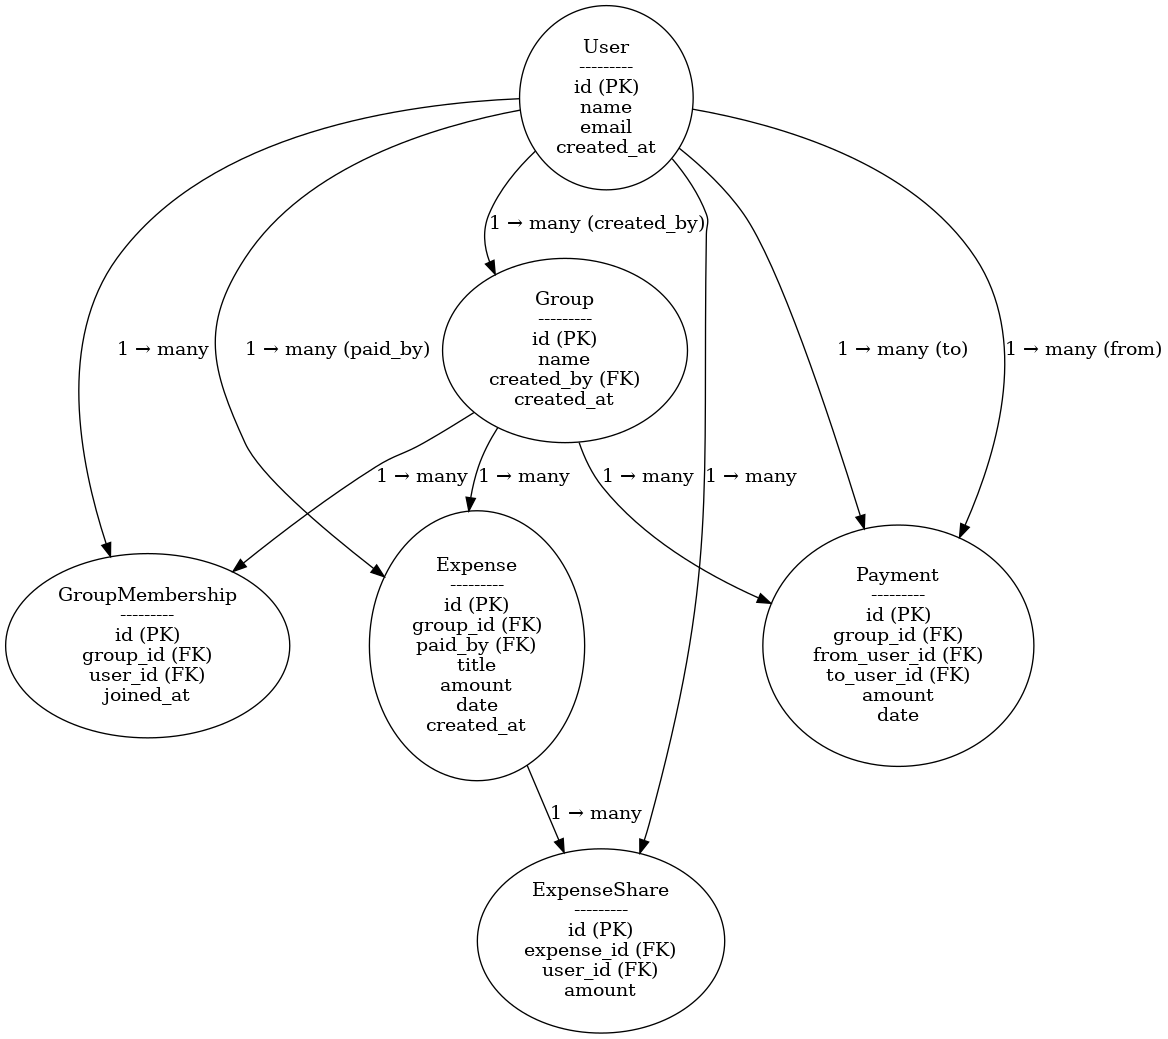 User
---------
id (PK)
name
email
created_at
1 → many (created_by)
Group
---------
id (PK)
name
created_by (FK)
created_at
1 → many
1 → many (paid_by)
1 → many (to)
1 → many (from)
1 → many
1 → many
1 → many
1 → many
GroupMembership
---------
id (PK)
group_id (FK)
user_id (FK)
joined_at
Expense
---------
id (PK)
group_id (FK)
paid_by (FK)
title
amount
date
created_at
Payment
---------
id (PK)
group_id (FK)
from_user_id (FK)
to_user_id (FK)
amount
date
1 → many
ExpenseShare
---------
id (PK)
expense_id (FK)
user_id (FK)
amount